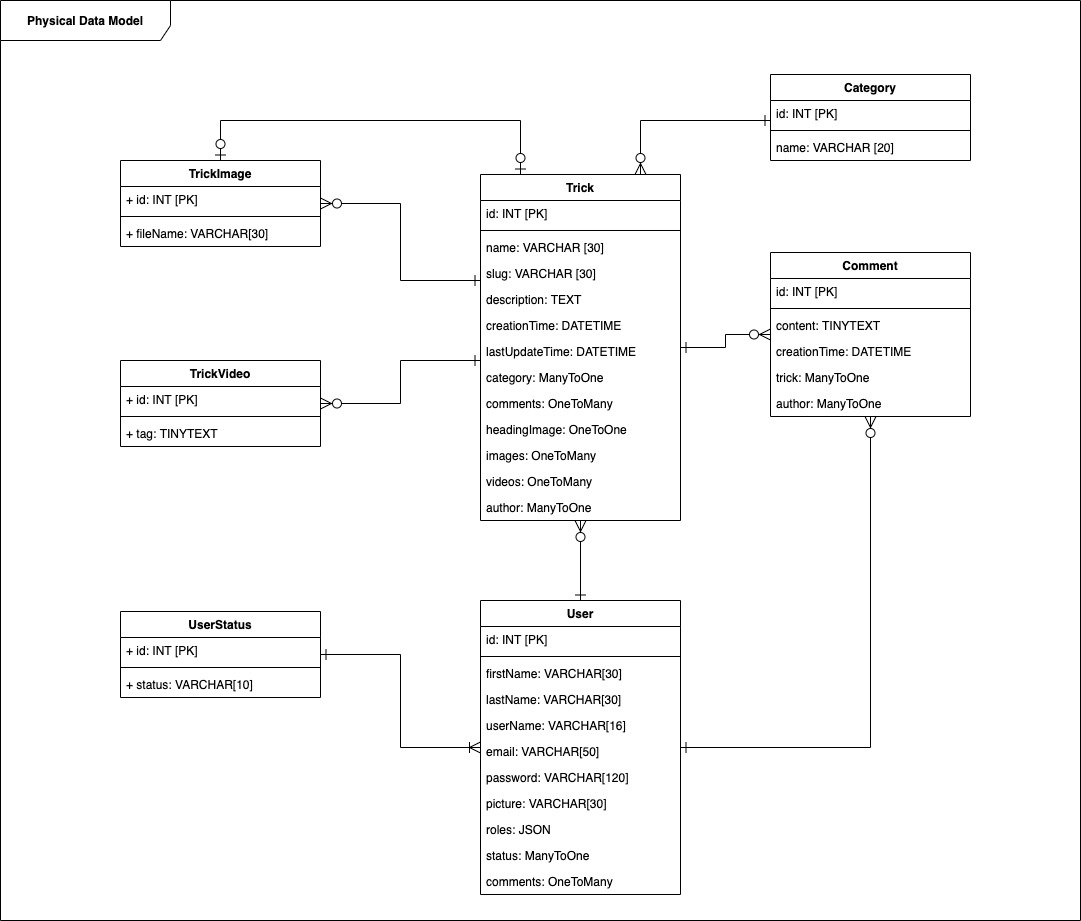 Physical Data Model
Category
id: INT [PK]
name: VARCHAR [20]
TrickImage
+ id: INT [PK]
+ fileName: VARCHAR[30]
Trick
id: INT [PK]
name: VARCHAR [30]
slug: VARCHAR [30]
description: TEXT
creationTime: DATETIME
lastUpdateTime: DATETIME
category: ManyToOne
comments: OneToMany
headingImage: OneToOne
images: OneToMany
videos: OneToMany
author: ManyToOne
Comment
id: INT [PK]
content: TINYTEXT
creationTime: DATETIME
trick: ManyToOne
author: ManyToOne
TrickVideo
+ id: INT [PK]
+ tag: TINYTEXT
UserStatus
+ id: INT [PK]
+ status: VARCHAR[10]
User
id: INT [PK]
firstName: VARCHAR[30]
lastName: VARCHAR[30]
userName: VARCHAR[16]
email: VARCHAR[50]
password: VARCHAR[120]
picture: VARCHAR[30]
roles: JSON
status: ManyToOne
comments: OneToMany